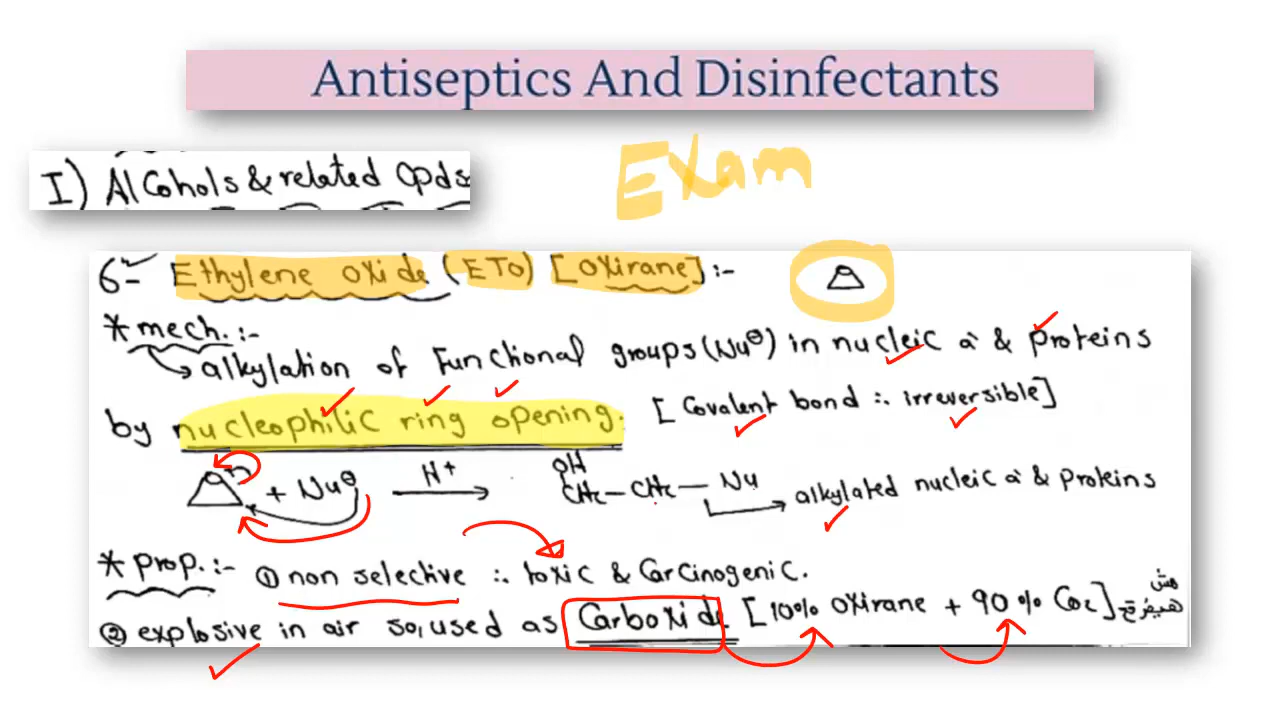 Antiseptics And Disinfectants
I) Alcohols & related Cpds
Exam
6- Ethylene oxide (ETO) [oxirane] :-
* mech. :-
→ alkylation of Functional groups (Nu⊖) in nucleic a & proteins
by nucleophilic ring opening. [Covalent bond ∴ irreversible]
O + Nu⊖ H+ → OH
CH2 - CH2 - Nu → alkylated nucleic a & proteins
* prop. :- ① non selective ∴ toxic & Carcinogenic.
② explosive in air so, used as Carboxide [10% oxirane + 90% Co2] مش هيفرقع